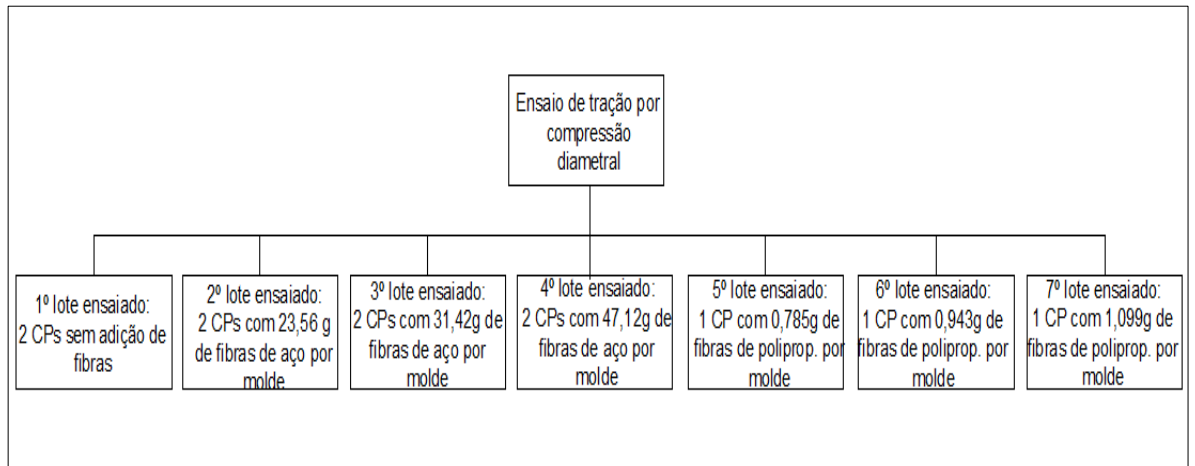 Ensaio de tração por
compressão
diametral
1º lote ensaiado:
2 CPs sem adição de
fibras
2º lote ensaiado:
2 CPs com 23,56 g
de fibras de aço por
molde
3º lote ensaiado:
2 CPs com 31,42g de
fibras de aço por
molde
4º lote ensaiado:
2 CPs com 47,12g de
fibras de aço por
molde
5º lote ensaiado:
1 CP com 0,785g de
fibras de poliprop. por
molde
6º lote ensaiado:
1 CP com 0,943g de
fibras de poliprop. por
molde
7º lote ensaiado:
1 CP com 1,099g de
fibras de poliprop. por
molde